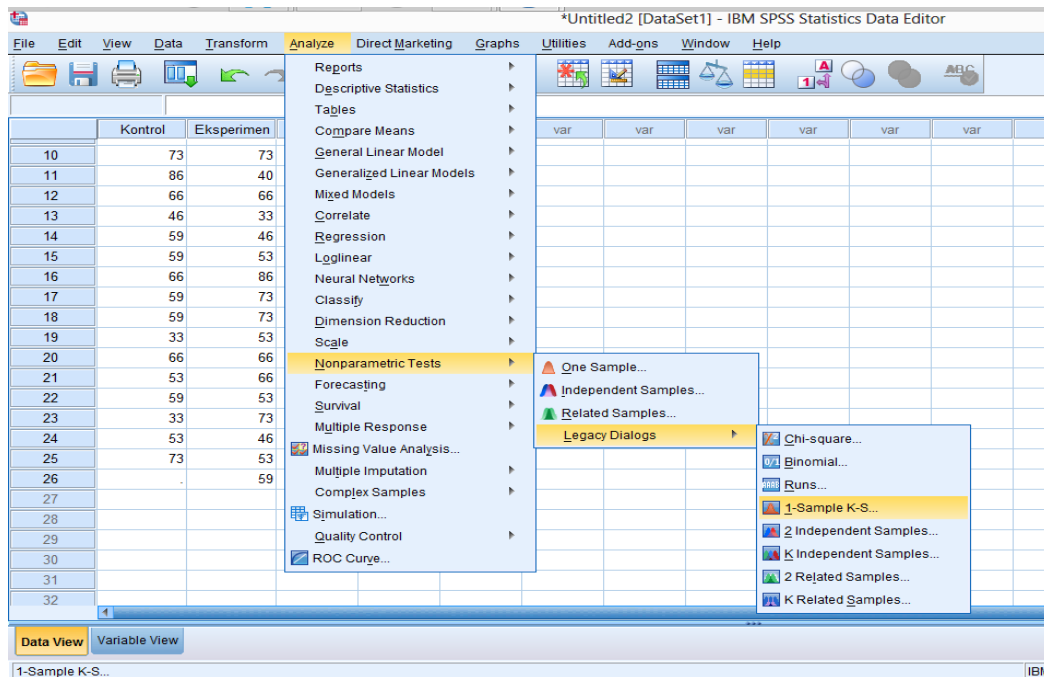 *Untitled2 [DataSet1] - IBM SPSS Statistics Data Editor
File Edit View Data Transform Analyze Direct Marketing Graphs Utilities Add-ons Window Help
Reports
Descriptive Statistics
Tables
Compare Means
General Linear Model
Generalized Linear Models
Mixed Models
Correlate
Regression
Loglinear
Neural Networks
Classify
Dimension Reduction
Scale
Nonparametric Tests
Forecasting
Survival
Multiple Response
Missing Value Analysis...
Multiple Imputation
Complex Samples
Simulation...
Quality Control
ROC Curve...
One Sample...
Independent Samples...
Related Samples...
Legacy Dialogs
Chi-square...
Binomial...
Runs...
1-Sample K-S...
2 Independent Samples...
K Independent Samples...
2 Related Samples...
K Related Samples...
Kontrol Eksperimen var var var var var var
10 73 73
11 86 40
12 66 66
13 46 33
14 59 46
15 59 53
16 66 86
17 59 73
18 59 73
19 33 53
20 66 66
21 53 66
22 59 53
23 33 73
24 53 46
25 73 53
26 . 59
27
28
29
30
31
32
Data View Variable View
1-Sample K-S...